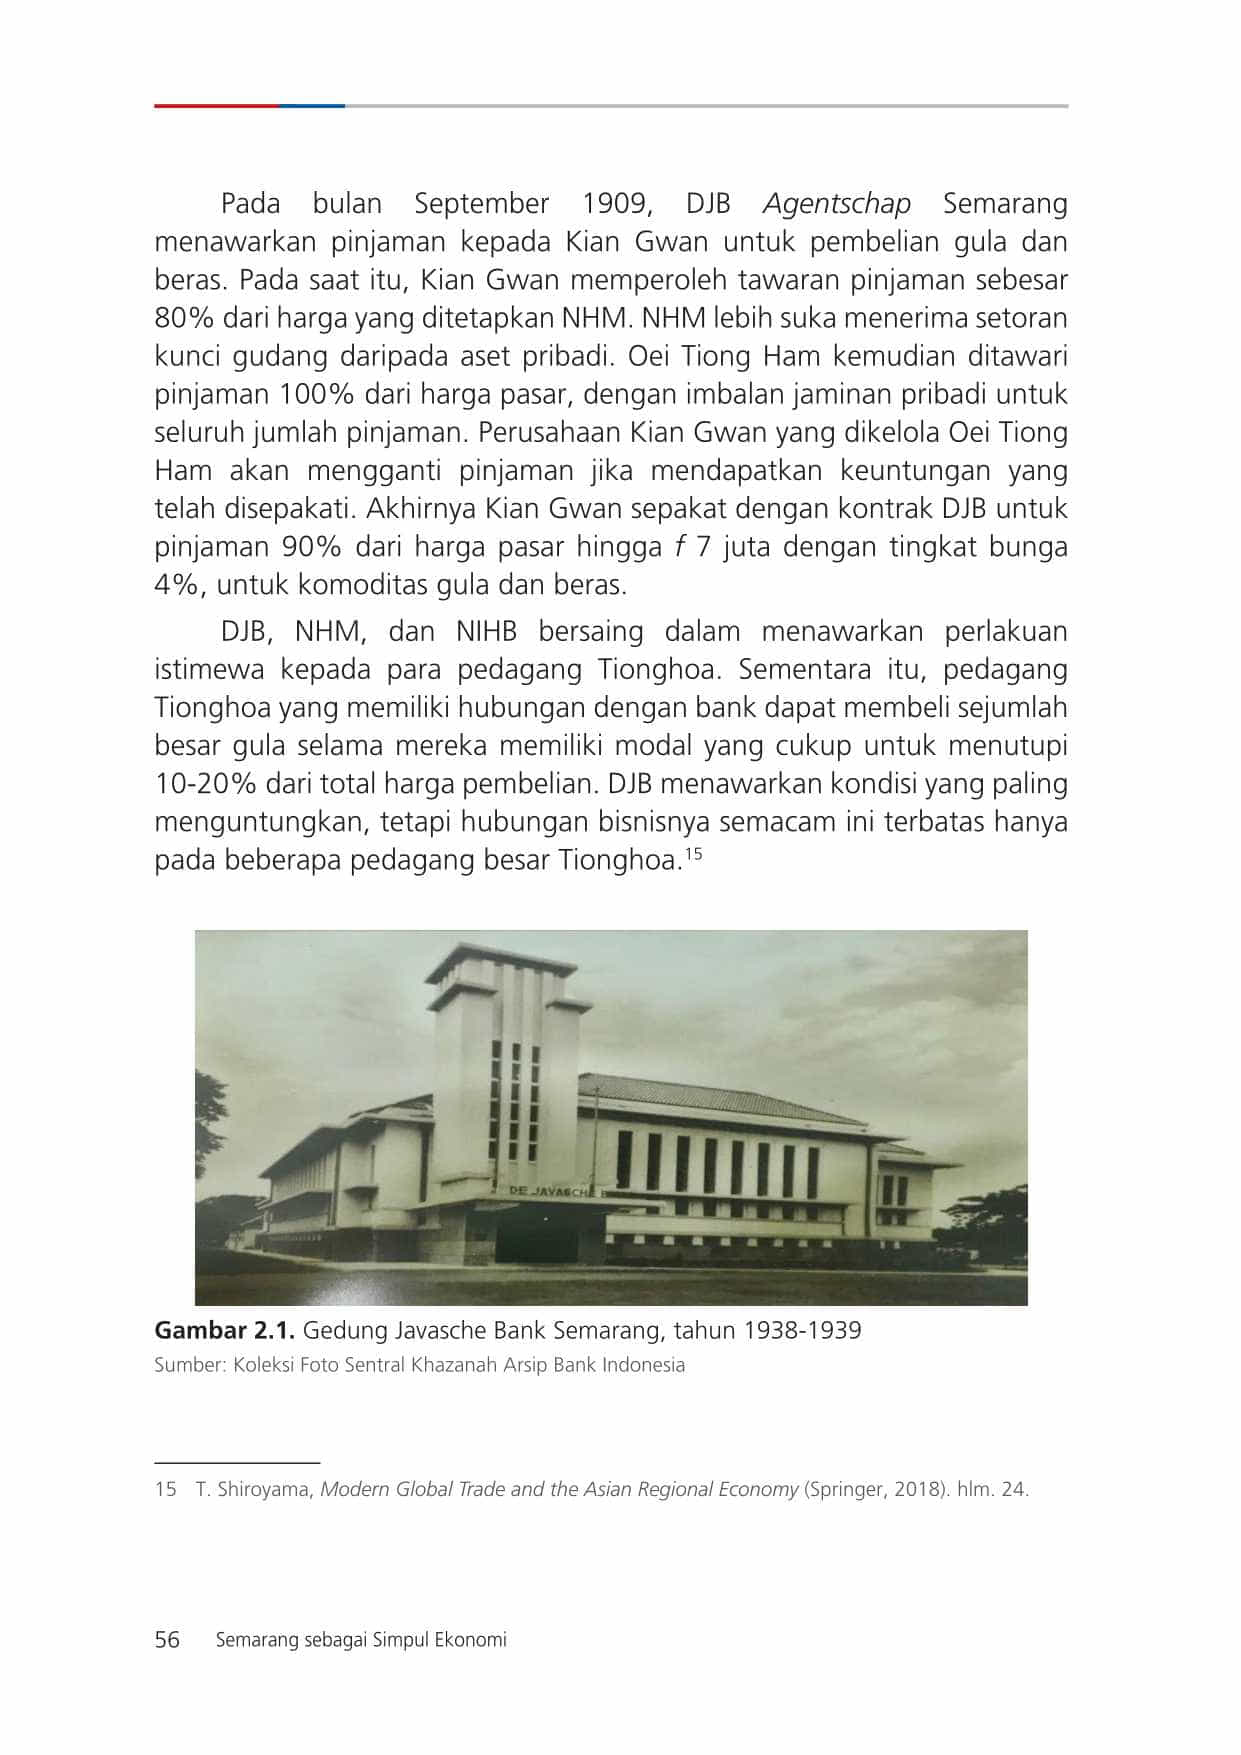 Pada bulan September 1909, DJB Agentschap Semarang
menawarkan pinjaman kepada Kian Gwan untuk pembelian gula dan
beras. Pada saat itu, Kian Gwan memperoleh tawaran pinjaman sebesar
80% dari harga yang ditetapkan NHM. NHM lebih suka menerima setoran
kunci gudang daripada aset pribadi. Oei Tiong Ham kemudian ditawari
pinjaman 100% dari harga pasar, dengan imbalan jaminan pribadi untuk
seluruh jumlah pinjaman. Perusahaan Kian Gwan yang dikelola Oei Tiong
Ham akan mengganti pinjaman jika mendapatkan keuntungan yang
telah disepakati. Akhirnya Kian Gwan sepakat dengan kontrak DJB untuk
pinjaman 90% dari harga pasar hingga f 7 juta dengan tingkat bunga
4%, untuk komoditas gula dan beras.
DJB, NHM, dan NIHB bersaing dalam menawarkan perlakuan
istimewa kepada para pedagang Tionghoa. Sementara itu, pedagang
Tionghoa yang memiliki hubungan dengan bank dapat membeli sejumlah
besar gula selama mereka memiliki modal yang cukup untuk menutupi
10-20% dari total harga pembelian. DJB menawarkan kondisi yang paling
menguntungkan, tetapi hubungan bisnisnya semacam ini terbatas hanya
pada beberapa pedagang besar Tionghoa.15
DE JAVASCHE B
Gambar 2.1. Gedung Javasche Bank Semarang, tahun 1938-1939
Sumber: Koleksi Foto Sentral Khazanah Arsip Bank Indonesia
15 T. Shiroyama, Modern Global Trade and the Asian Regional Economy (Springer, 2018). hlm. 24.
56 Semarang sebagai Simpul Ekonomi